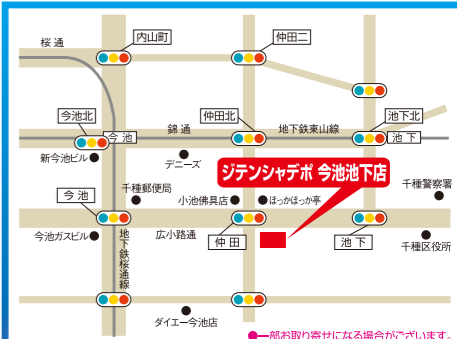 桜通
内山町
仲田二
今池北
仲田北
池下北
今池
錦通
地下鉄東山線
池下
新今池ビル
デニーズ
ジテンシャデポ 今池池下店
千種郵便局
千種警察署
今池
小池佛具店
ほっかほっか亭
今池ガスビル
地下鉄桜通線
広小路通
仲田
池下
千種区役所
ダイエー今池店
●一部お取り寄せになる場合がございます。